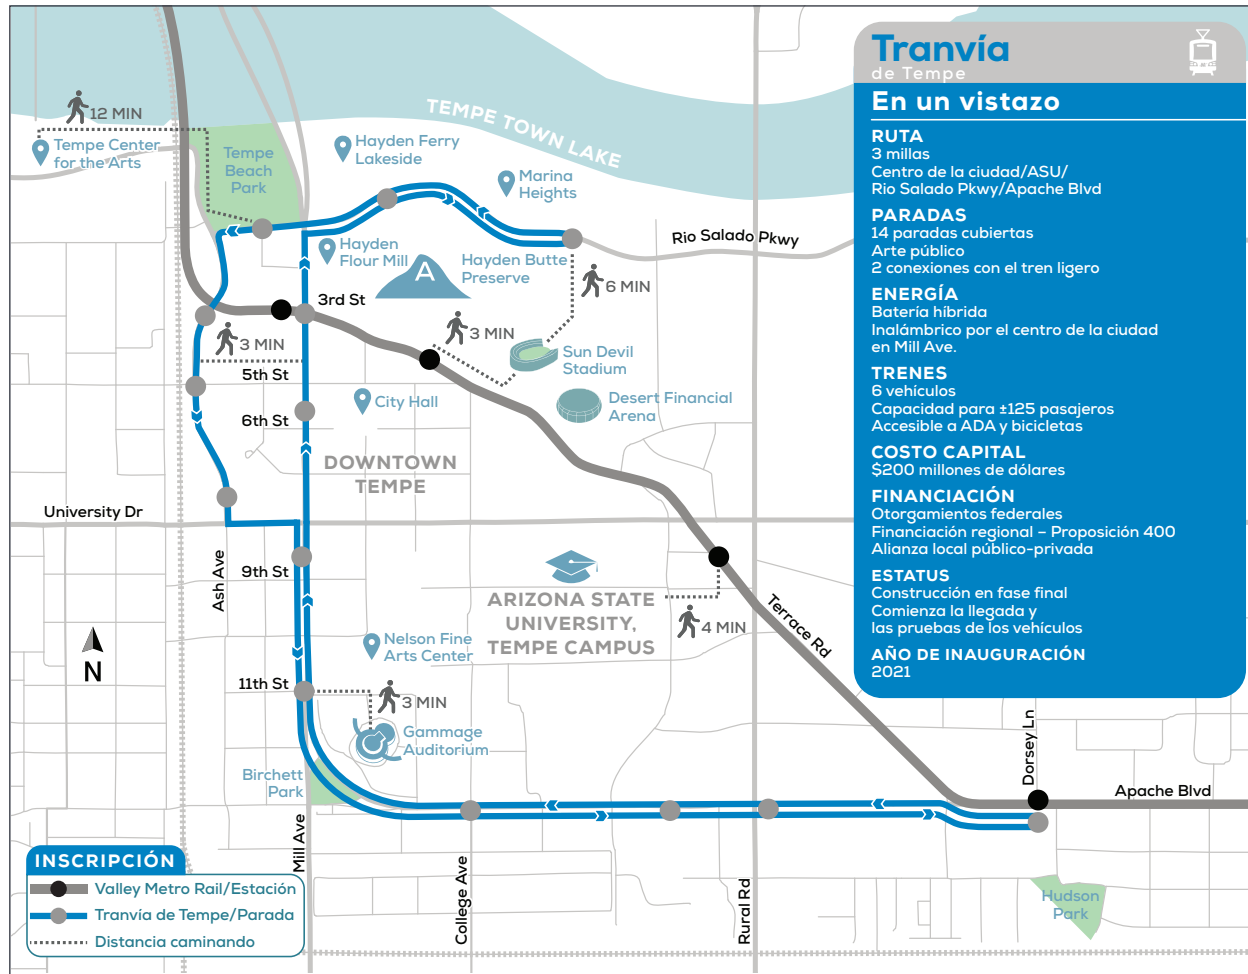 Tranvía
de Tempe
En un vistazo
RUTA
3 millas
Centro de la ciudad/ASU/
Rio Salado Pkwy/Apache Blvd
PARADAS
14 paradas cubiertas
Arte público
2 conexiones con el tren ligero
ENERGÍA
Batería híbrida
Inalámbrico por el centro de la ciudad
en Mill Ave.
TRENES
6 vehículos
Capacidad para ±125 pasajeros
Accesible a ADA y bicicletas
COSTO CAPITAL
$200 millones de dólares
FINANCIACIÓN
Otorgamientos federales
Financiación regional – Proposición 400
Alianza local público-privada
ESTATUS
Construcción en fase final
Comienza la llegada y
las pruebas de los vehículos
AÑO DE INAUGURACIÓN
2021
12 MIN
Tempe Center
for the Arts
Tempe
Beach
Park
TEMPE TOWN LAKE
Hayden Ferry
Lakeside
Marina
Heights
Rio Salado Pkwy
Hayden
Flour Mill
A
Hayden Butte
Preserve
6 MIN
3rd St
3 MIN
3 MIN
5th St
Sun Devil
Stadium
City Hall
Desert Financial
Arena
6th St
DOWNTOWN
TEMPE
University Dr
Ash Ave
9th St
ARIZONA STATE
UNIVERSITY,
TEMPE CAMPUS
4 MIN
Terrace Rd
N
Nelson Fine
Arts Center
11th St
3 MIN
Gammage
Auditorium
Birchett
Park
Dorsey Ln
Apache Blvd
Mill Ave
College Ave
Rural Rd
Hudson
Park
INSCRIPCIÓN
Valley Metro Rail/Estación
Tranvía de Tempe/Parada
Distancia caminando